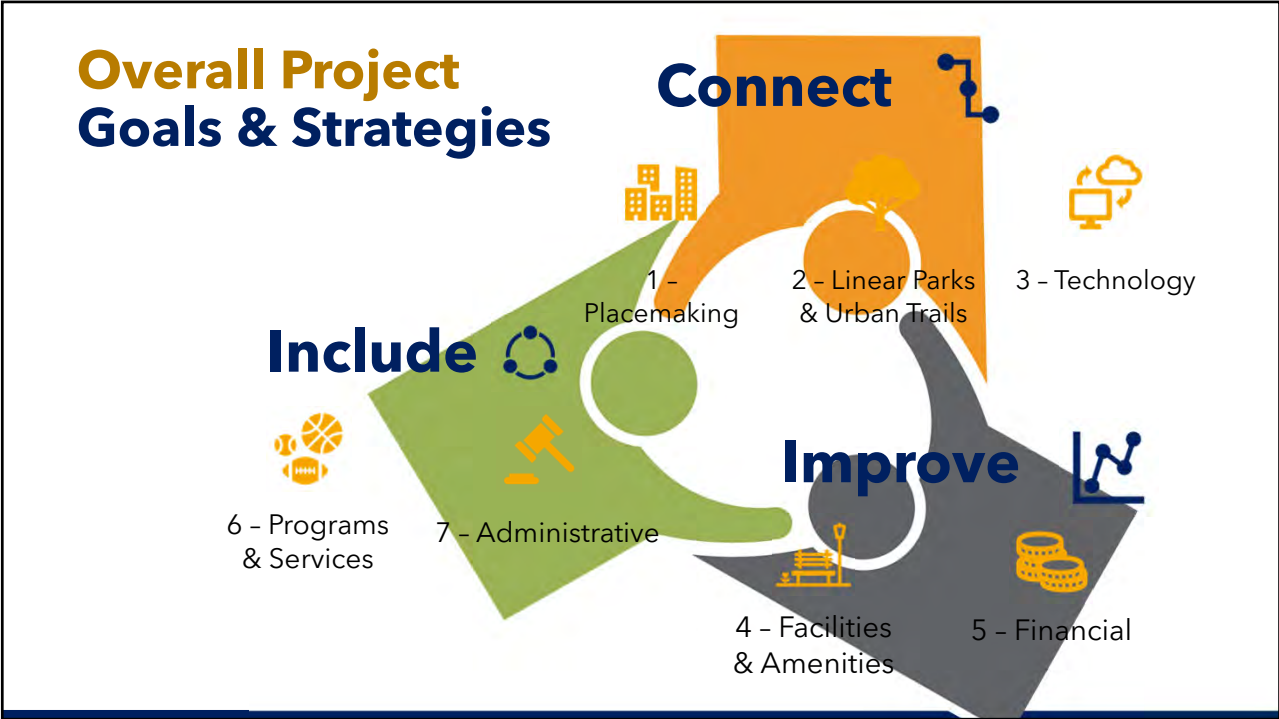 Overall Project
Goals & Strategies
Connect
1 –
Placemaking
2 – Linear Parks
& Urban Trails
3 – Technology
Include
6 – Programs
& Services
7 – Administrative
Improve
4 – Facilities
& Amenities
5 – Financial